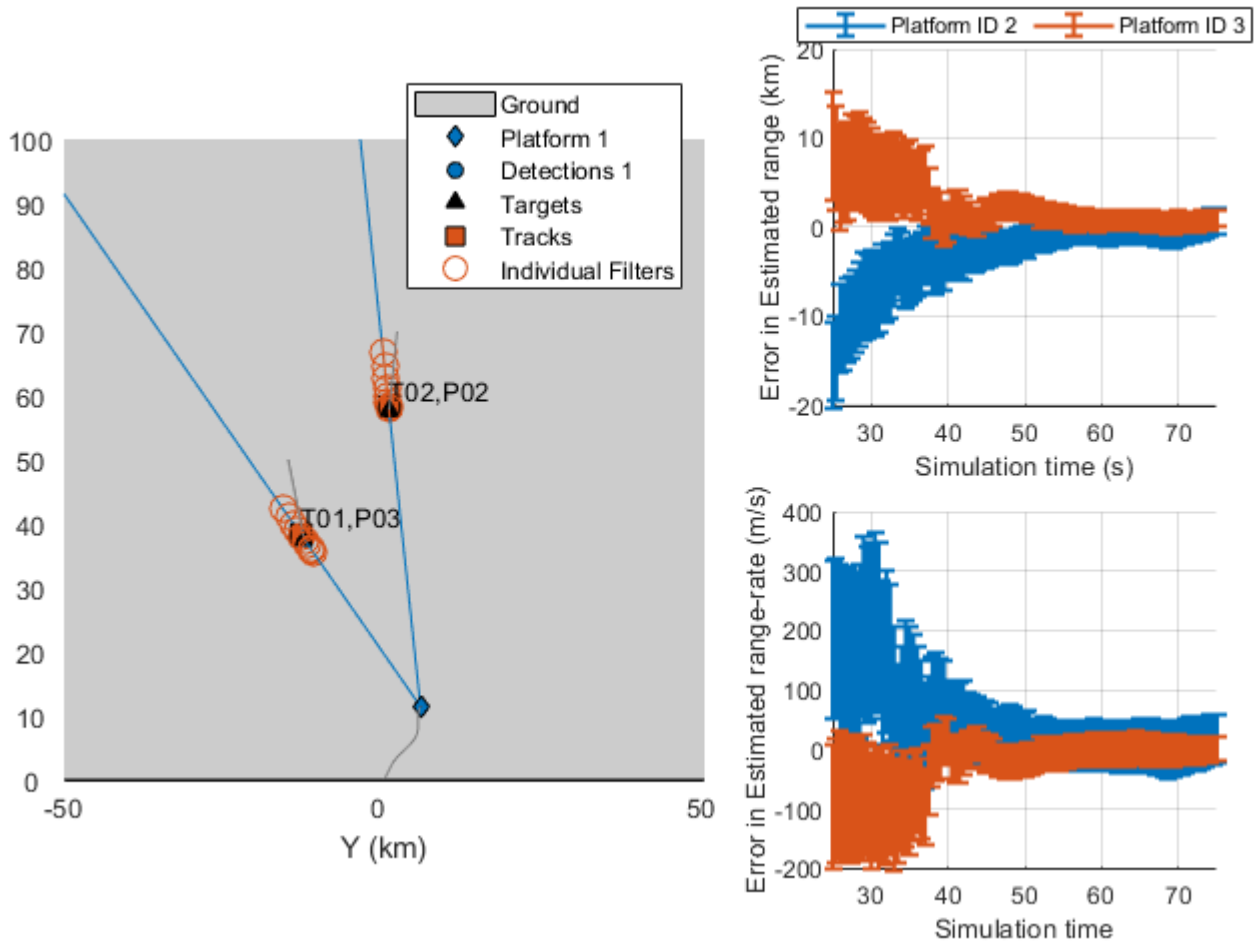 100
90
80
70
60
50
40
30
20
10
0
-50
0
50
Y (km)
Ground
Platform 1
Detections 1
Targets
Tracks
Individual Filters
T02,P02
T01,P03
Platform ID 2
Platform ID 3
Error in Estimated range (km)
20
10
0
-10
-20
30
40
50
60
70
Simulation time (s)
Error in Estimated range-rate (m/s)
400
300
200
100
0
-100
-200
30
40
50
60
70
Simulation time